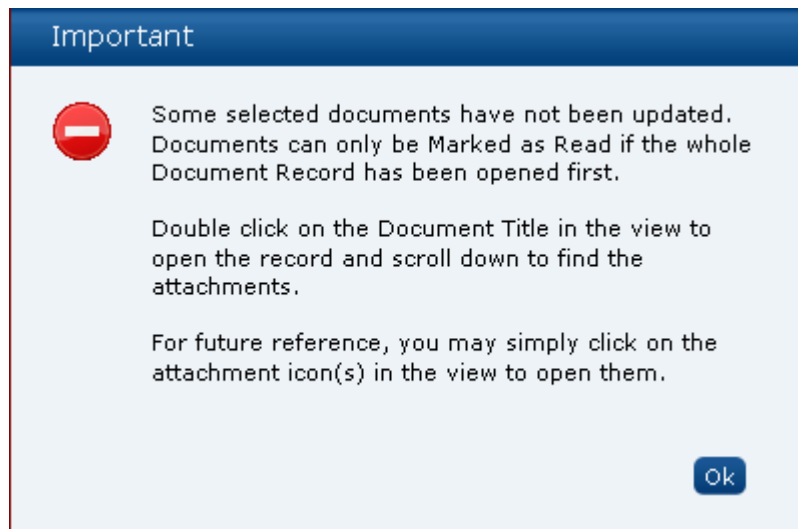 Important
Some selected documents have not been updated.
Documents can only be Marked as Read if the whole
Document Record has been opened first.
Double click on the Document Title in the view to
open the record and scroll down to find the
attachments.
For future reference, you may simply click on the
attachment icon(s) in the view to open them.
Ok